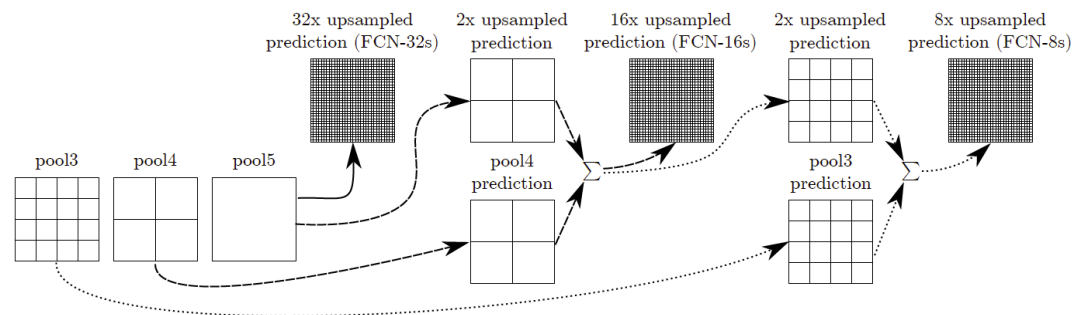 32x upsampled
prediction (FCN-32s)
2x upsampled
prediction
16x upsampled
prediction (FCN-16s)
2x upsampled
prediction
8x upsampled
prediction (FCN-8s)
pool3
pool4
pool5
pool4
prediction
∑
pool3
prediction
∑